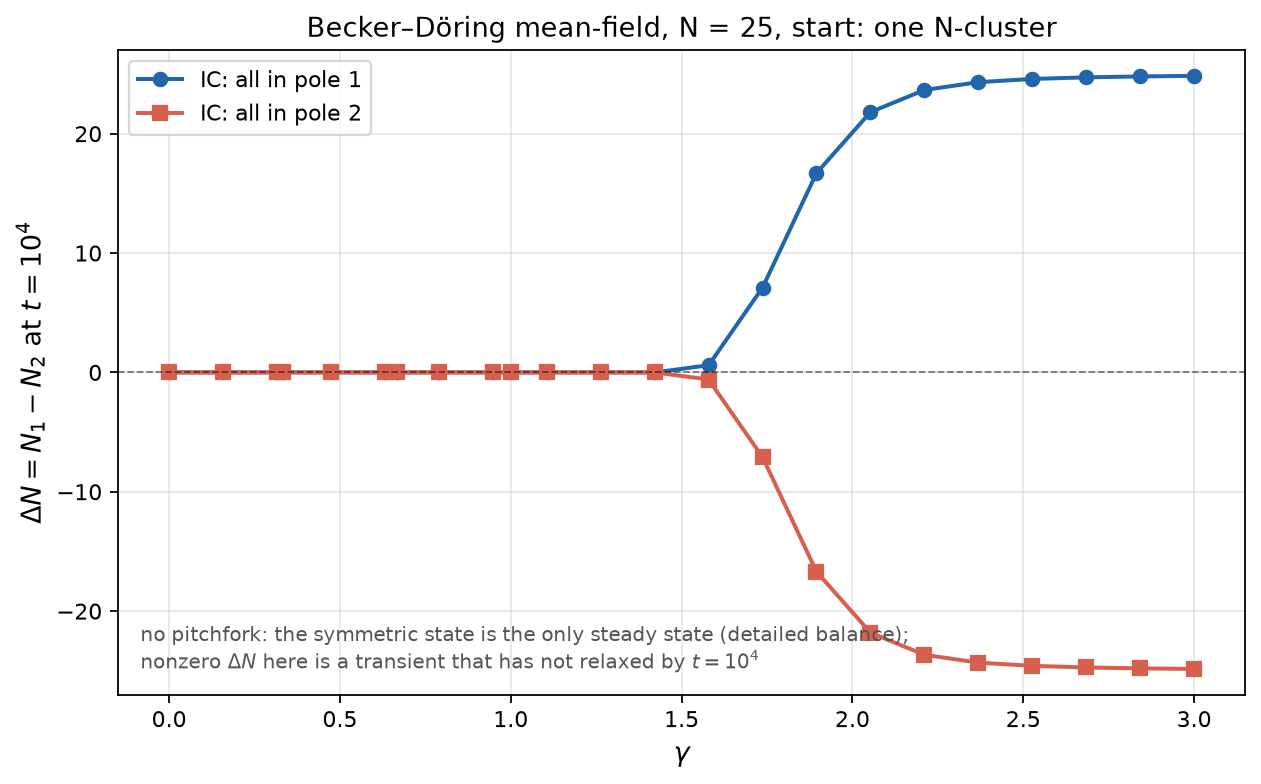 Becker–Döring mean-field, N = 25, start: one N-cluster
IC: all in pole 1
IC: all in pole 2
ΔN = N₁ − N₂ at t = 10⁴
20
10
0
−10
−20
no pitchfork: the symmetric state is the only steady state (detailed balance);
nonzero ΔN here is a transient that has not relaxed by t = 10⁴
0.0
0.5
1.0
1.5
2.0
2.5
3.0
γ